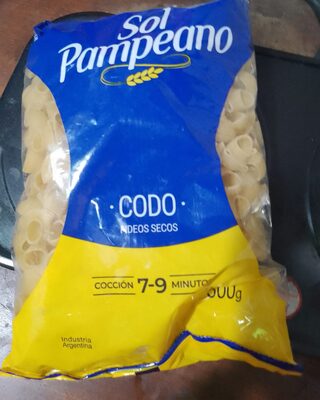 Sol
Pampeano
· CODO ·
FIDEOS SECOS
COCCIÓN 7-9 MINUTOS
Industria
Argentina